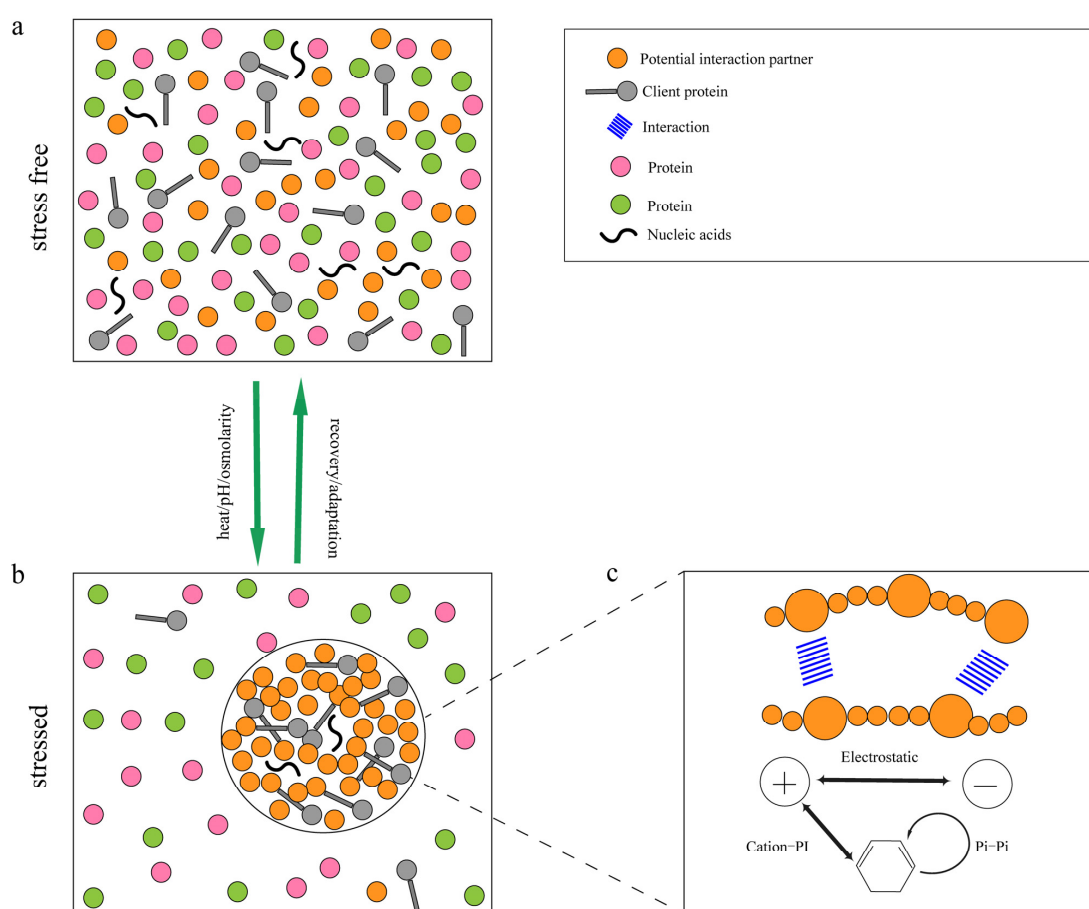 a
stress free
Potential interaction partner
Client protein
Interaction
Protein
Protein
Nucleic acids
heat/pH/osmolarity
recovery/adaptation
b
stressed
c
Electrostatic
+
−
Cation−PI
Pi−Pi